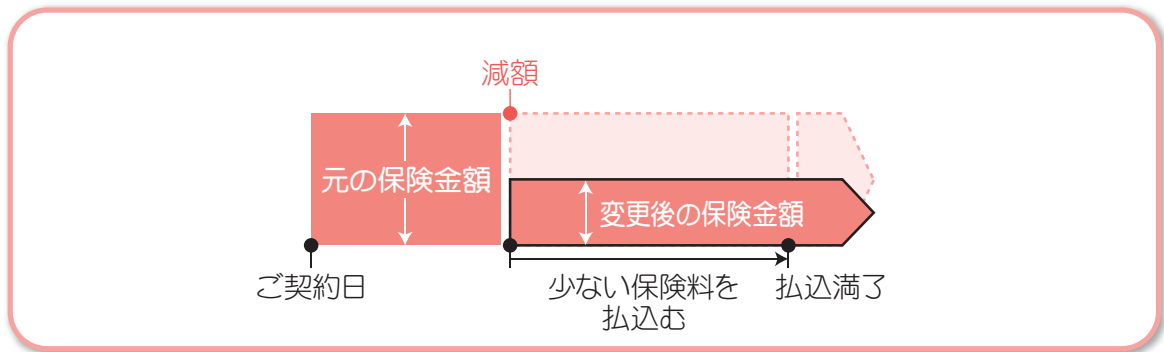 減額
元の保険金額
変更後の保険金額
ご契約日
少ない保険料を
払込む
払込満了